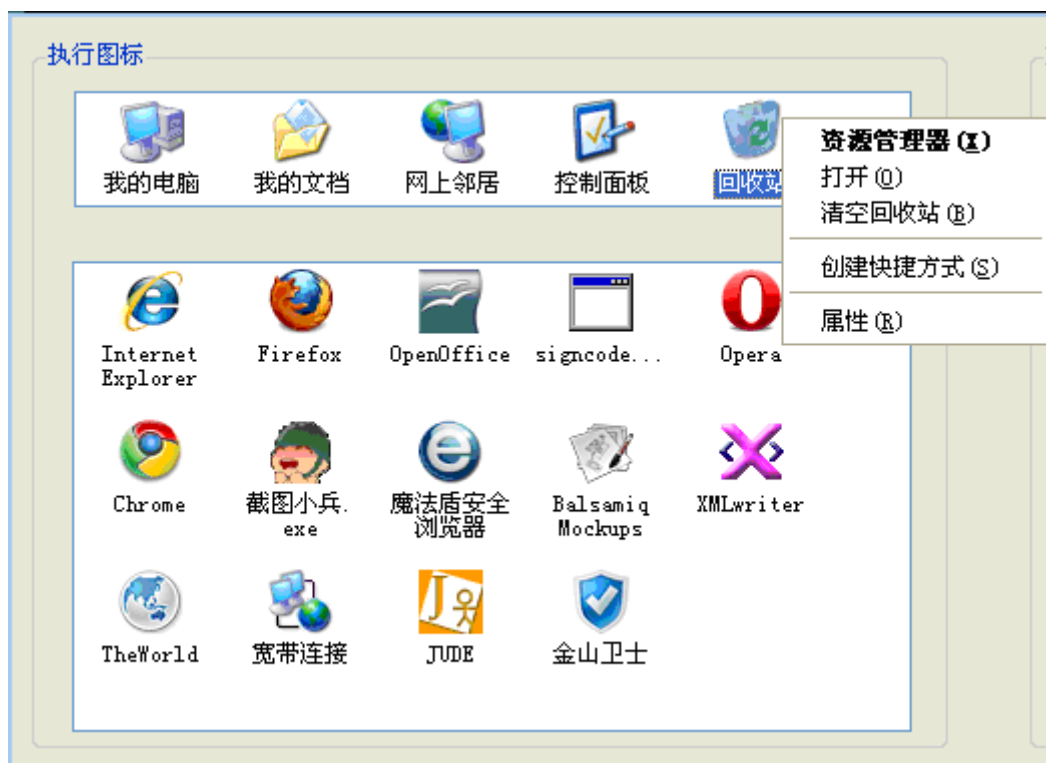 执行图标
我的电脑
我的文档
网上邻居
控制面板
回收站
资源管理器(X)
打开(O)
清空回收站(B)
创建快捷方式(S)
属性(R)
Internet
Explorer
Firefox
OpenOffice
signcode...
Opera
Chrome
截图小兵.
exe
魔法盾安全
浏览器
Balsamiq
Mockups
XMLwriter
TheWorld
宽带连接
JUDE
金山卫士